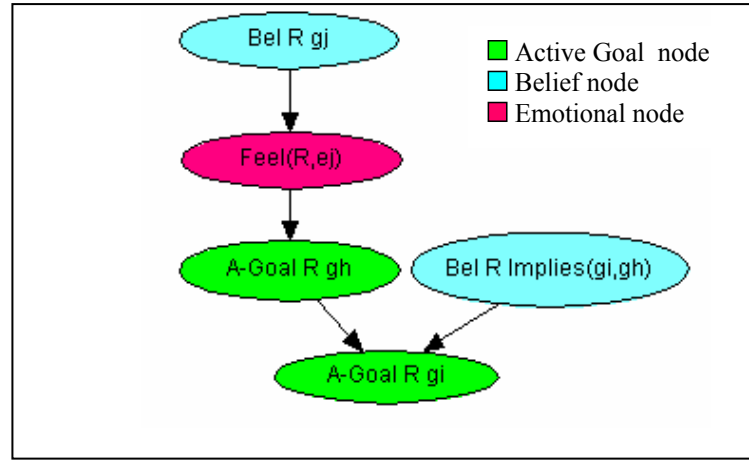 Bel R gj
Active Goal node
Belief node
Emotional node
Feel(R,ej)
A-Goal R gh
Bel R Implies(gi,gh)
A-Goal R gi